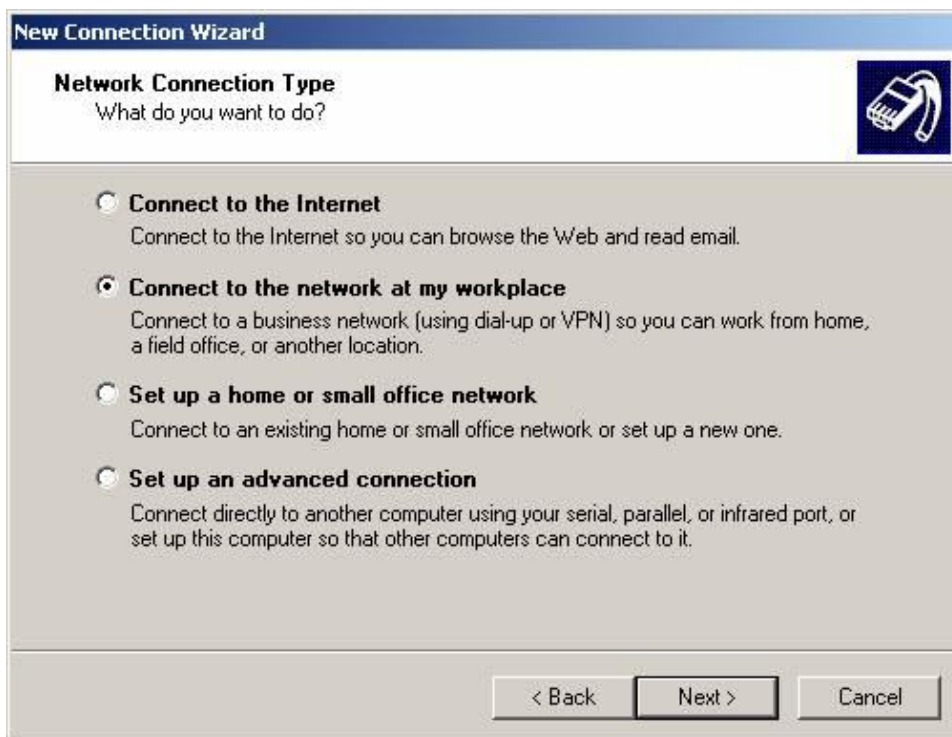 New Connection Wizard
Network Connection Type
What do you want to do?
Connect to the Internet
Connect to the Internet so you can browse the Web and read email.
Connect to the network at my workplace
Connect to a business network (using dial-up or VPN) so you can work from home,
a field office, or another location.
Set up a home or small office network
Connect to an existing home or small office network or set up a new one.
Set up an advanced connection
Connect directly to another computer using your serial, parallel, or infrared port, or
set up this computer so that other computers can connect to it.
< Back
Next >
Cancel